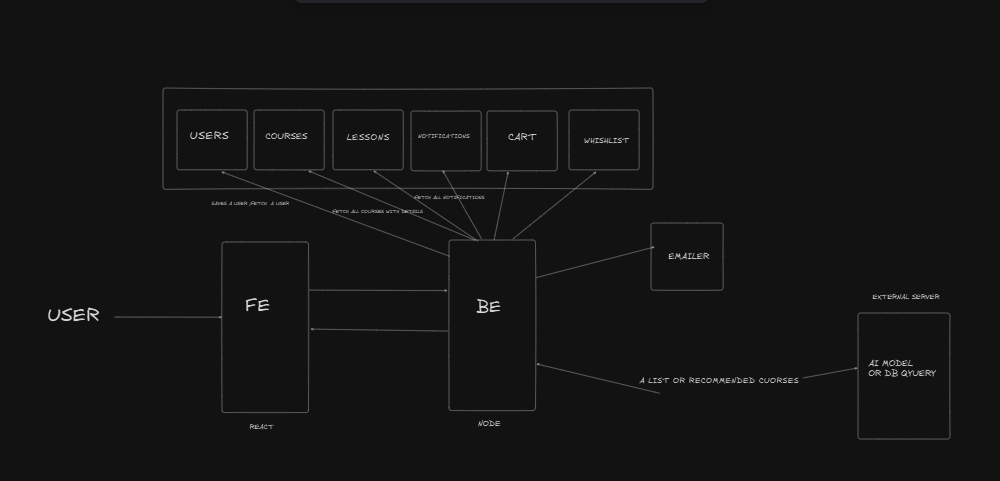 USERS
COURSES
LESSONS
NOTIFICATIONS
CART
WHISHLIST
SAVES A USER ,FETCH A USER
FETCH ALL COURSES WITH DETAILS
FETCH ALL NOTIFICATIONS
EMAILER
EXTERNAL SERVER
USER
FE
BE
AI MODEL
OR DB QYUERY
A LIST OR RECOMMENDED CUORSES
REACT
NODE